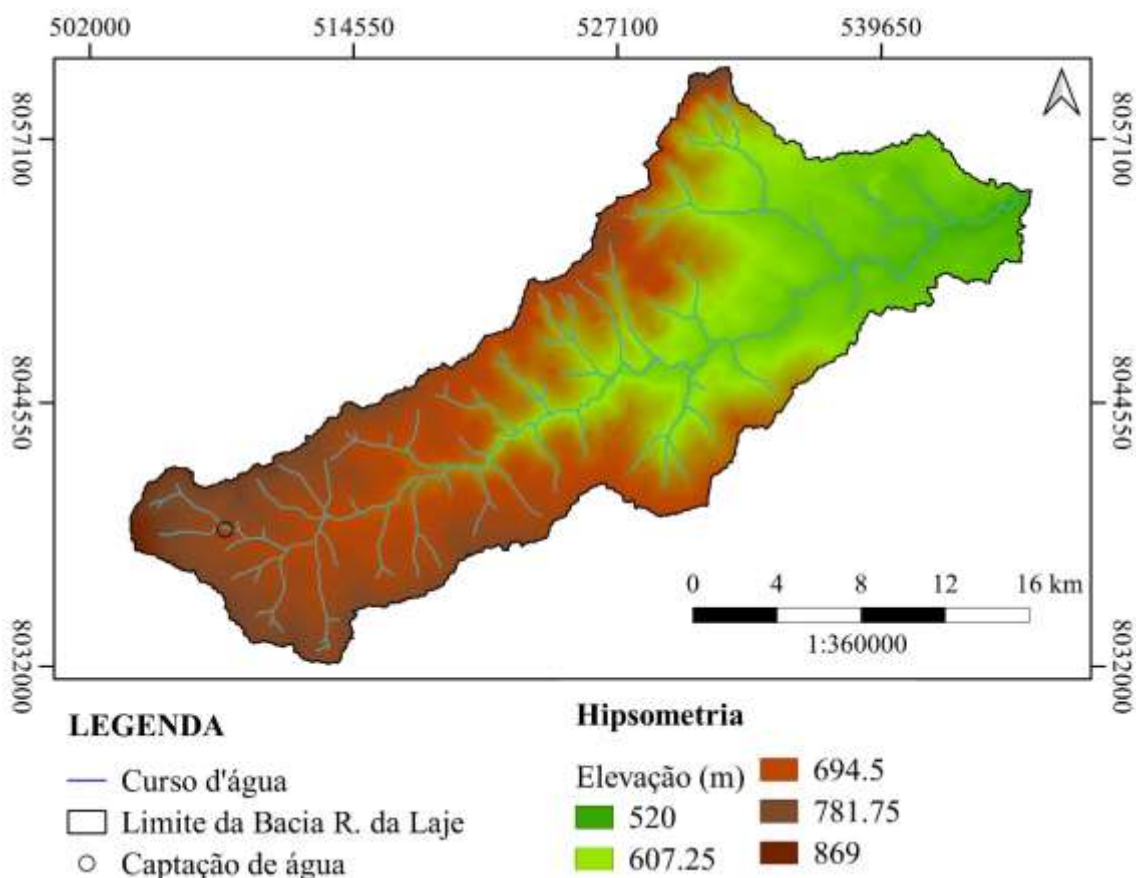 502000 514550 527100 539650
8057100 8057100
8044550 8044550
8032000 8032000
0 4 8 12 16 km
1:360000
LEGENDA
Curso d'água
Limite da Bacia R. da Laje
Captação de água
Hipsometria
Elevação (m)
520
607.25
694.5
781.75
869